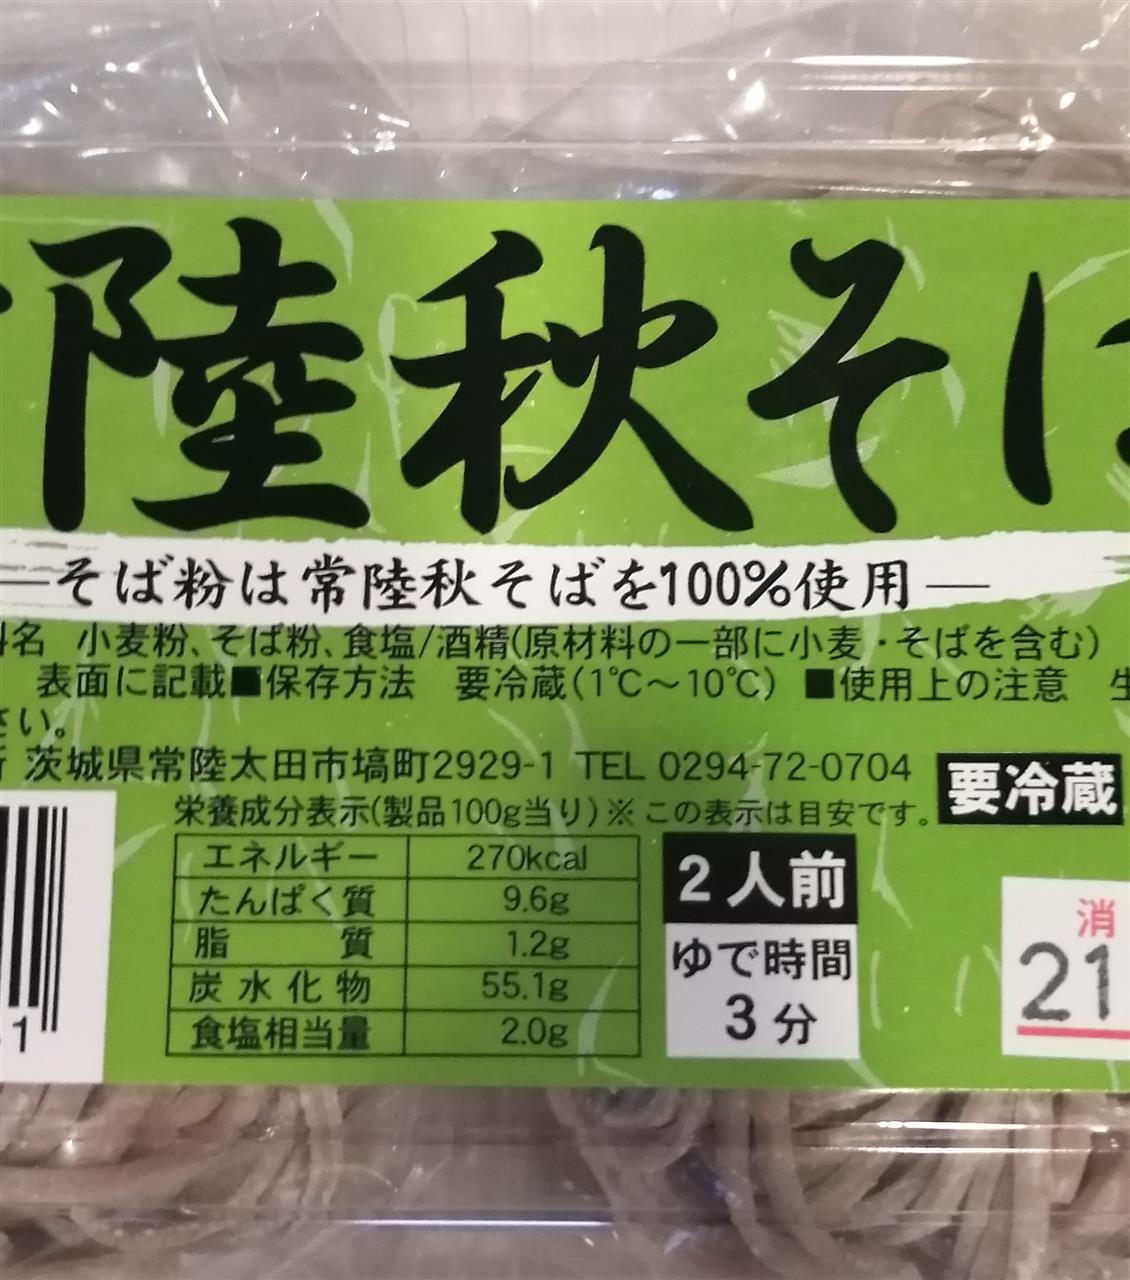 陸秋そば
―そば粉は常陸秋そばを100%使用―
料名 小麦粉、そば粉、食塩/酒精(原材料の一部に小麦・そばを含む)
表面に記載■保存方法 要冷蔵(1℃～10℃) ■使用上の注意 生
さい。
所 茨城県常陸太田市塙町2929-1 TEL 0294-72-0704
要冷蔵
栄養成分表示(製品100g当り)※この表示は目安です。
エネルギー 270kcal
たんぱく質 9.6g
脂質 1.2g
炭水化物 55.1g
食塩相当量 2.0g
2人前
ゆで時間
3分
消
21
1